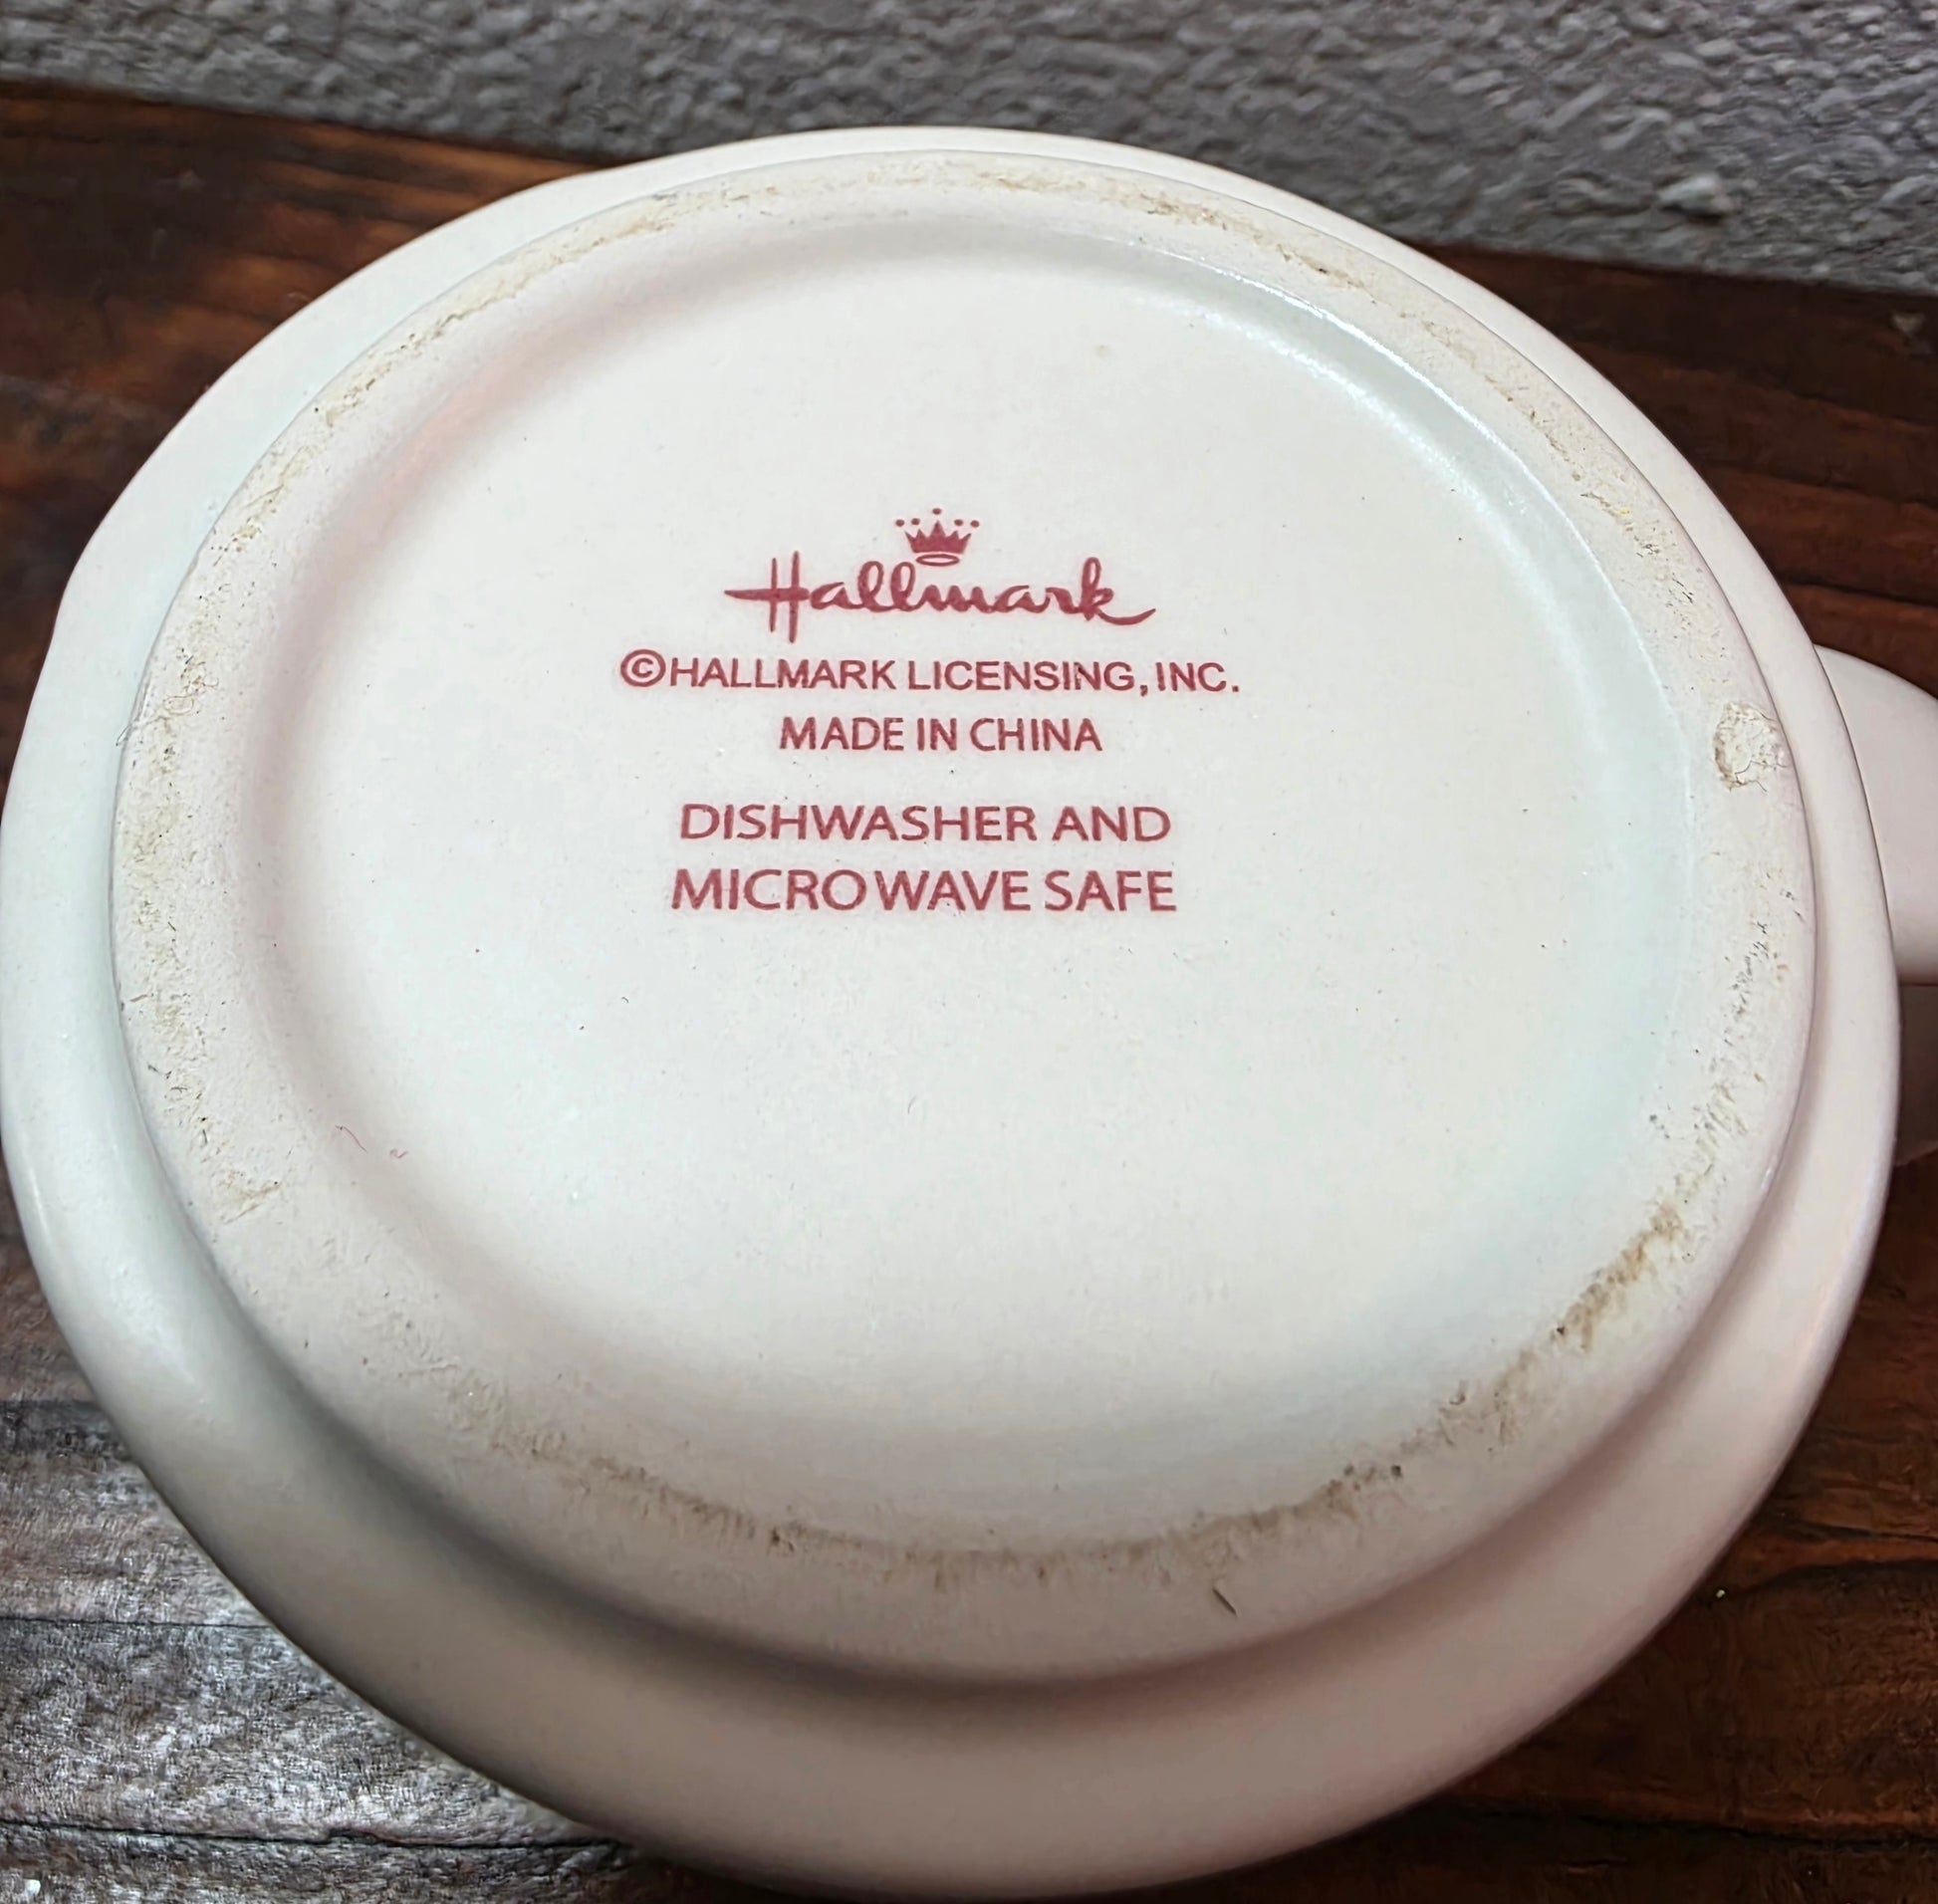 Hallmark
©HALLMARK LICENSING, INC.
MADE IN CHINA
DISHWASHER AND
MICROWAVE SAFE